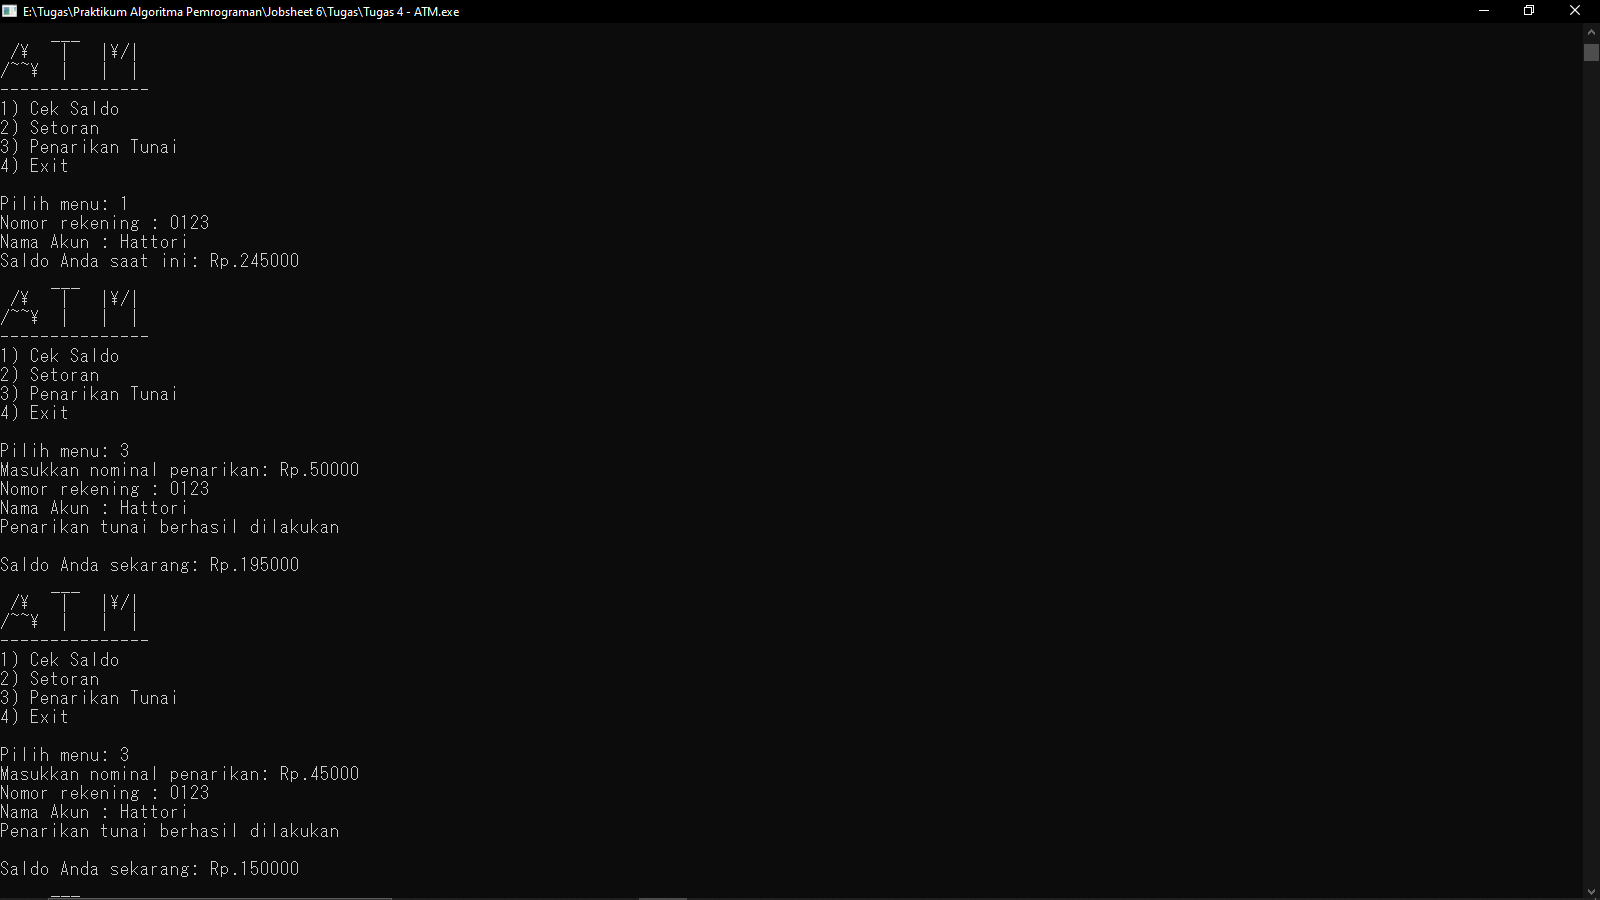 E:\Tugas\Praktikum Algoritma Pemrograman\Jobsheet 6\Tugas\Tugas 4 - ATM.exe
     ___
 /¥   |   |¥/|
/~~¥  |   |  |
---------------
1) Cek Saldo
2) Setoran
3) Penarikan Tunai
4) Exit
Pilih menu: 1
Nomor rekening : 0123
Nama Akun : Hattori
Saldo Anda saat ini: Rp.245000
     ___
 /¥   |   |¥/|
/~~¥  |   |  |
---------------
1) Cek Saldo
2) Setoran
3) Penarikan Tunai
4) Exit
Pilih menu: 3
Masukkan nominal penarikan: Rp.50000
Nomor rekening : 0123
Nama Akun : Hattori
Penarikan tunai berhasil dilakukan
Saldo Anda sekarang: Rp.195000
     ___
 /¥   |   |¥/|
/~~¥  |   |  |
---------------
1) Cek Saldo
2) Setoran
3) Penarikan Tunai
4) Exit
Pilih menu: 3
Masukkan nominal penarikan: Rp.45000
Nomor rekening : 0123
Nama Akun : Hattori
Penarikan tunai berhasil dilakukan
Saldo Anda sekarang: Rp.150000
     ___